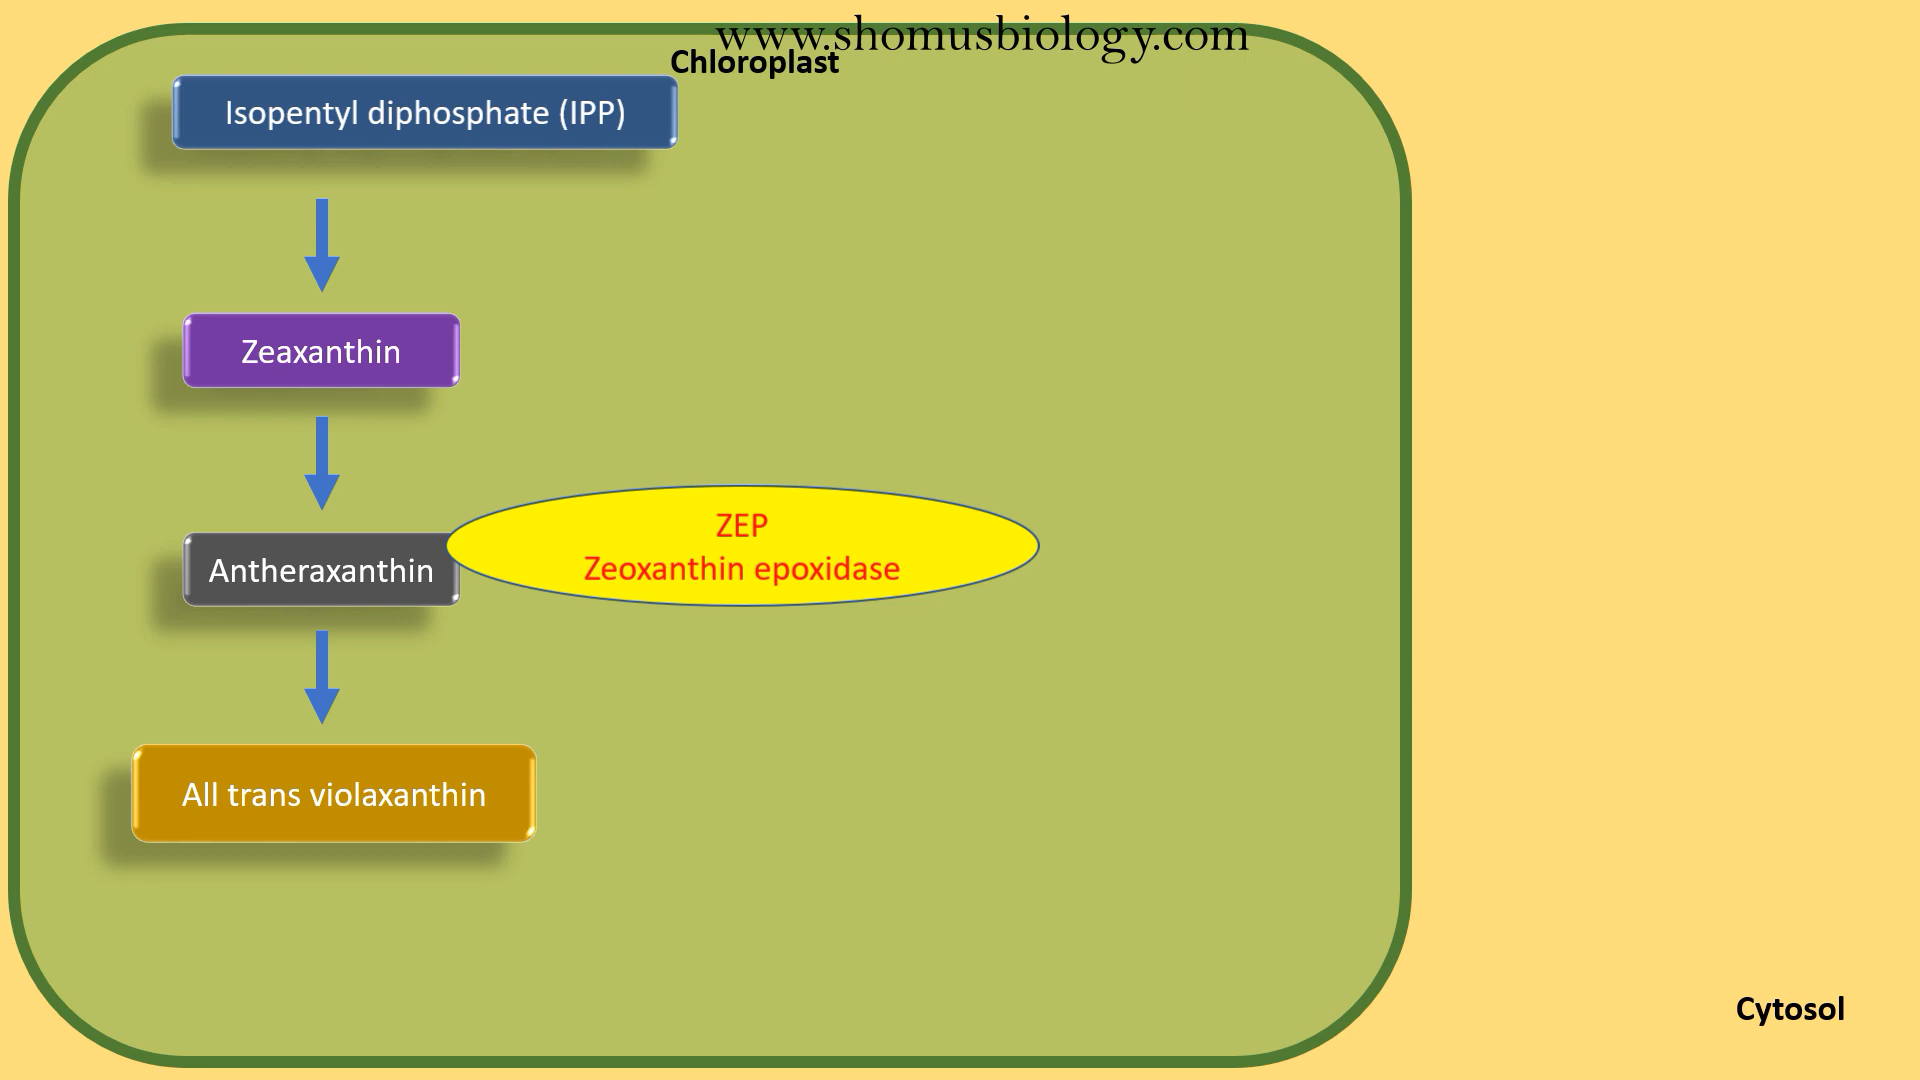 www.shomusbiology.com
Chloroplast
Isopentyl diphosphate (IPP)
Zeaxanthin
ZEP
Zeoxanthin epoxidase
Antheraxanthin
All trans violaxanthin
Cytosol